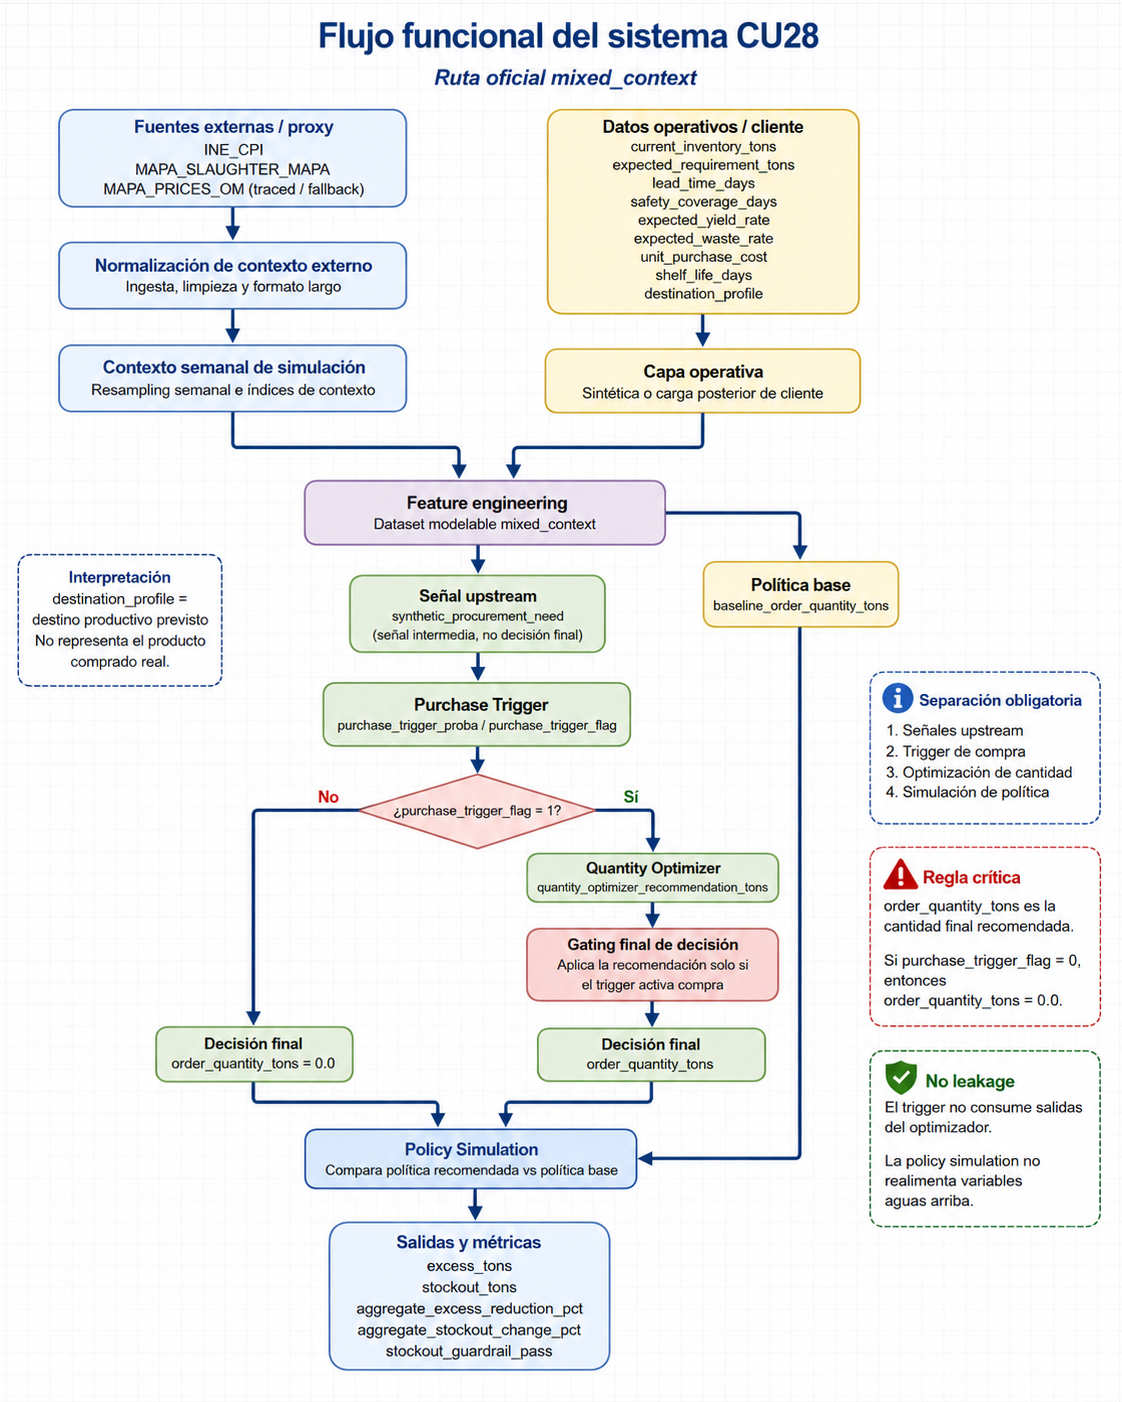 Flujo funcional del sistema CU28
Ruta oficial mixed_context
Fuentes externas / proxy
INE_CPI
MAPA_SLAUGHTER_MAPA
MAPA_PRICES_OM (traced / fallback)
Datos operativos / cliente
current_inventory_tons
expected_requirement_tons
lead_time_days
safety_coverage_days
expected_yield_rate
expected_waste_rate
unit_purchase_cost
shelf_life_days
destination_profile
Normalización de contexto externo
Ingesta, limpieza y formato largo
Contexto semanal de simulación
Resampling semanal e índices de contexto
Capa operativa
Sintética o carga posterior de cliente
Feature engineering
Dataset modelable mixed_context
Interpretación
destination_profile =
destino productivo previsto
No representa el producto
comprado real.
Señal upstream
synthetic_procurement_need
(señal intermedia, no decisión final)
Política base
baseline_order_quantity_tons
Purchase Trigger
purchase_trigger_proba / purchase_trigger_flag
Separación obligatoria
1. Señales upstream
2. Trigger de compra
3. Optimización de cantidad
4. Simulación de política
No
¿purchase_trigger_flag = 1?
Sí
Quantity Optimizer
quantity_optimizer_recommendation_tons
Gating final de decisión
Aplica la recomendación solo si
el trigger activa compra
Regla crítica
order_quantity_tons es la
cantidad final recomendada.
Si purchase_trigger_flag = 0,
entonces
order_quantity_tons = 0.0.
Decisión final
order_quantity_tons = 0.0
Decisión final
order_quantity_tons
No leakage
El trigger no consume salidas
del optimizador.
La policy simulation no
realimenta variables
aguas arriba.
Policy Simulation
Compara política recomendada vs política base
Salidas y métricas
excess_tons
stockout_tons
aggregate_excess_reduction_pct
aggregate_stockout_change_pct
stockout_guardrail_pass